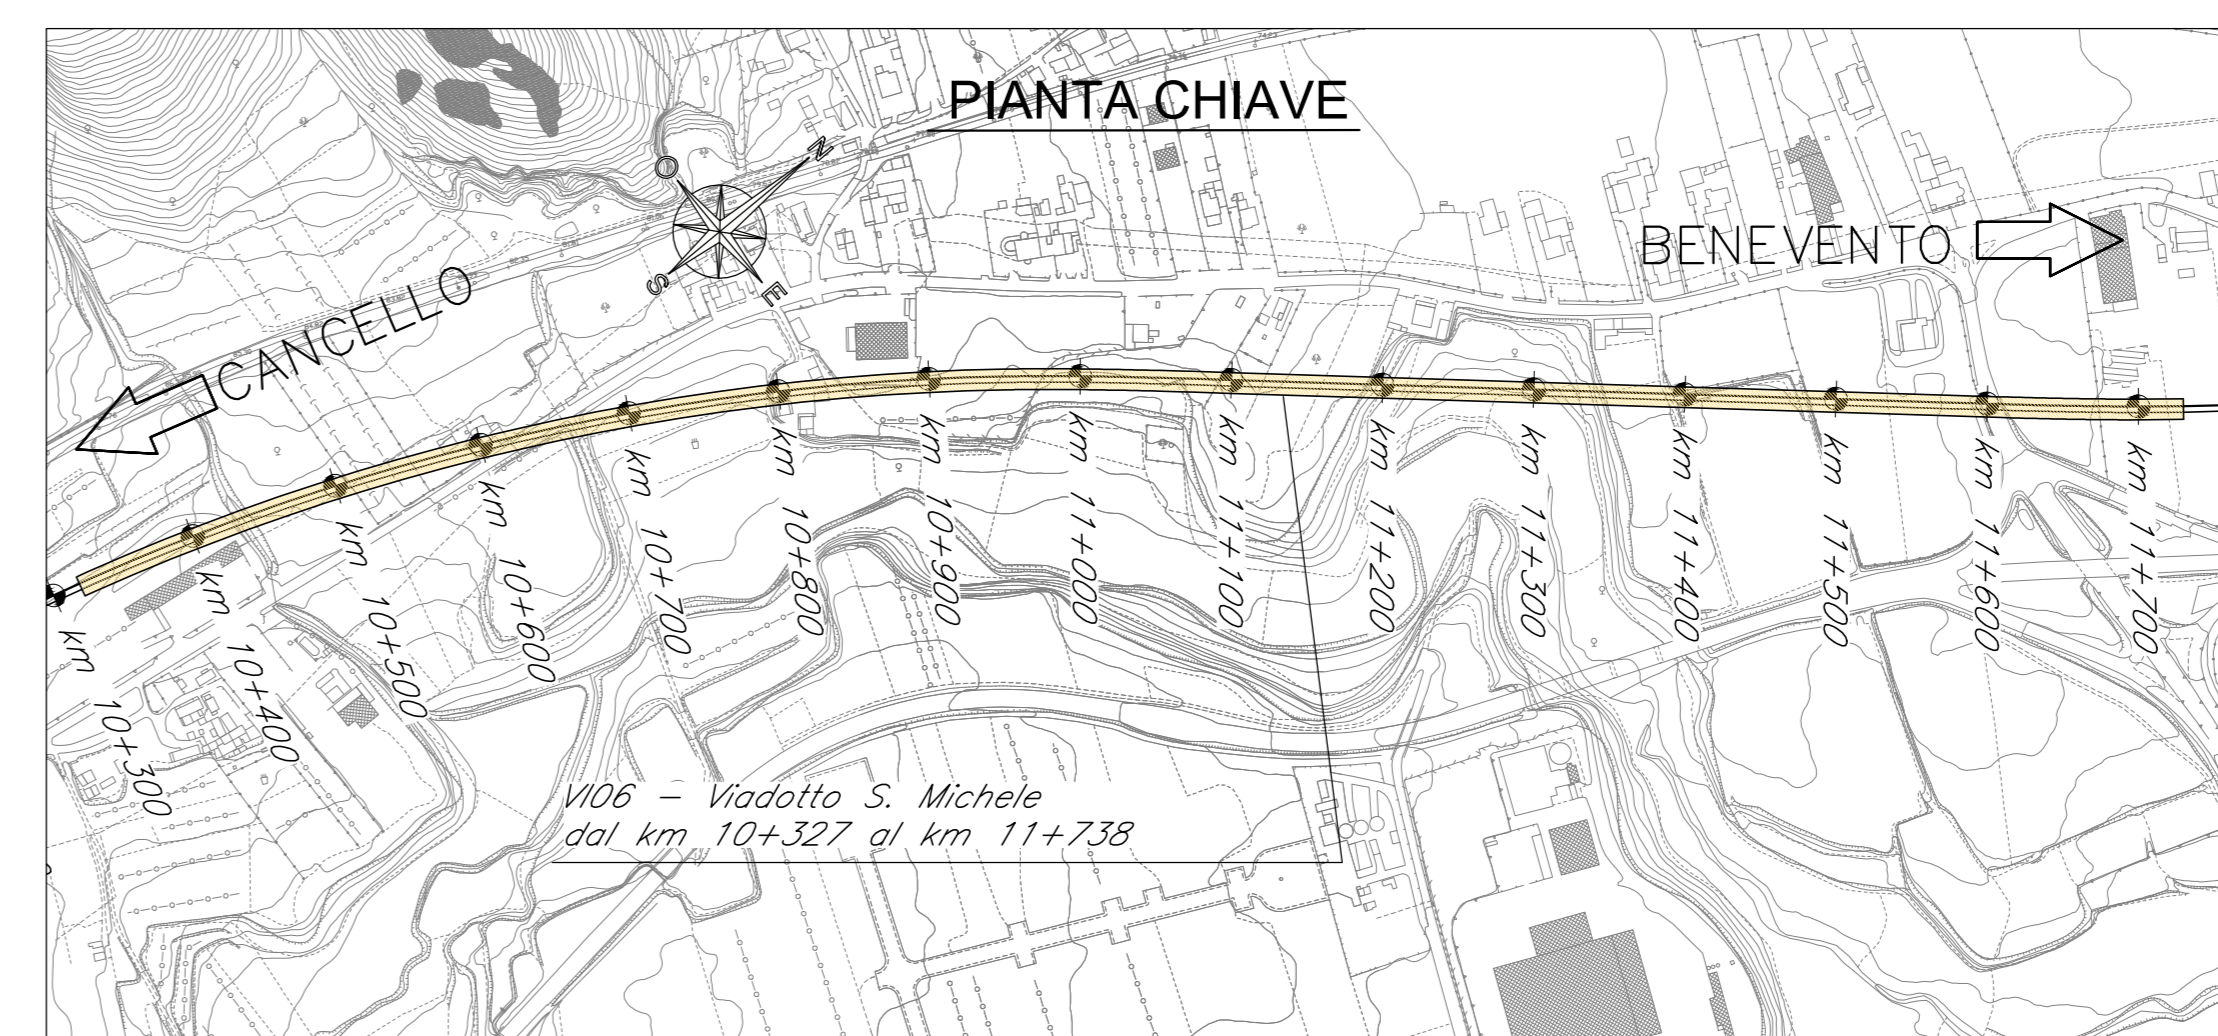 PIANTA CHIAVE
N
O
S
E
BENEVENTO
CANCELLO
km 10+300
km 10+400
km 10+500
km 10+600
km 10+700
km 10+800
km 10+900
km 11+000
km 11+100
km 11+200
km 11+300
km 11+400
km 11+500
km 11+600
km 11+700
VI06 – Viadotto S. Michele
dal km 10+327 al km 11+738